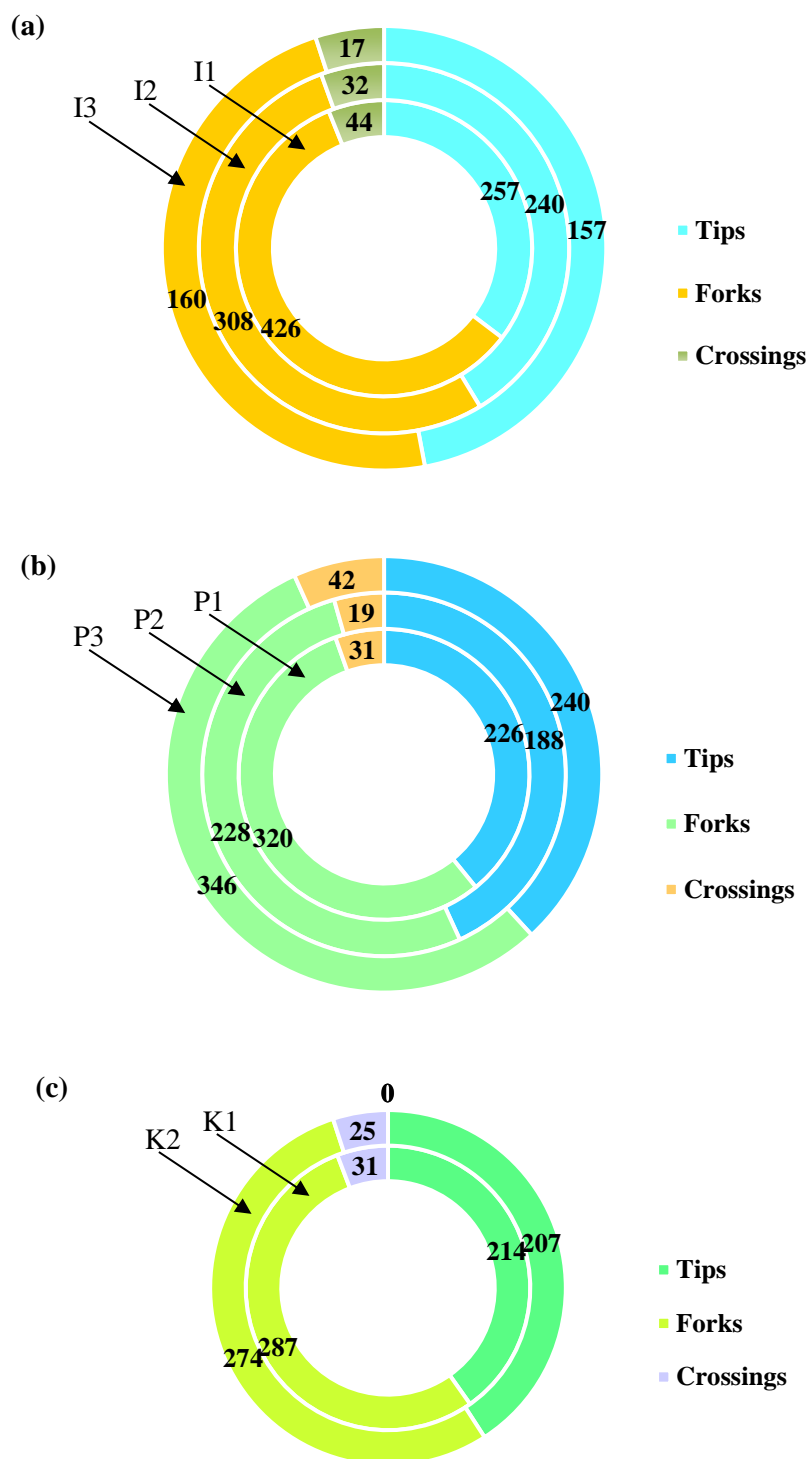 (a)
17
I1
32
I2
44
I3
257
240
157
Tips
Forks
160
308
426
Crossings
(b)
42
P1
19
P2
31
P3
240
226
188
Tips
Forks
228
320
346
Crossings
(c)
0
K1
25
K2
31
214
207
Tips
Forks
287
274
Crossings